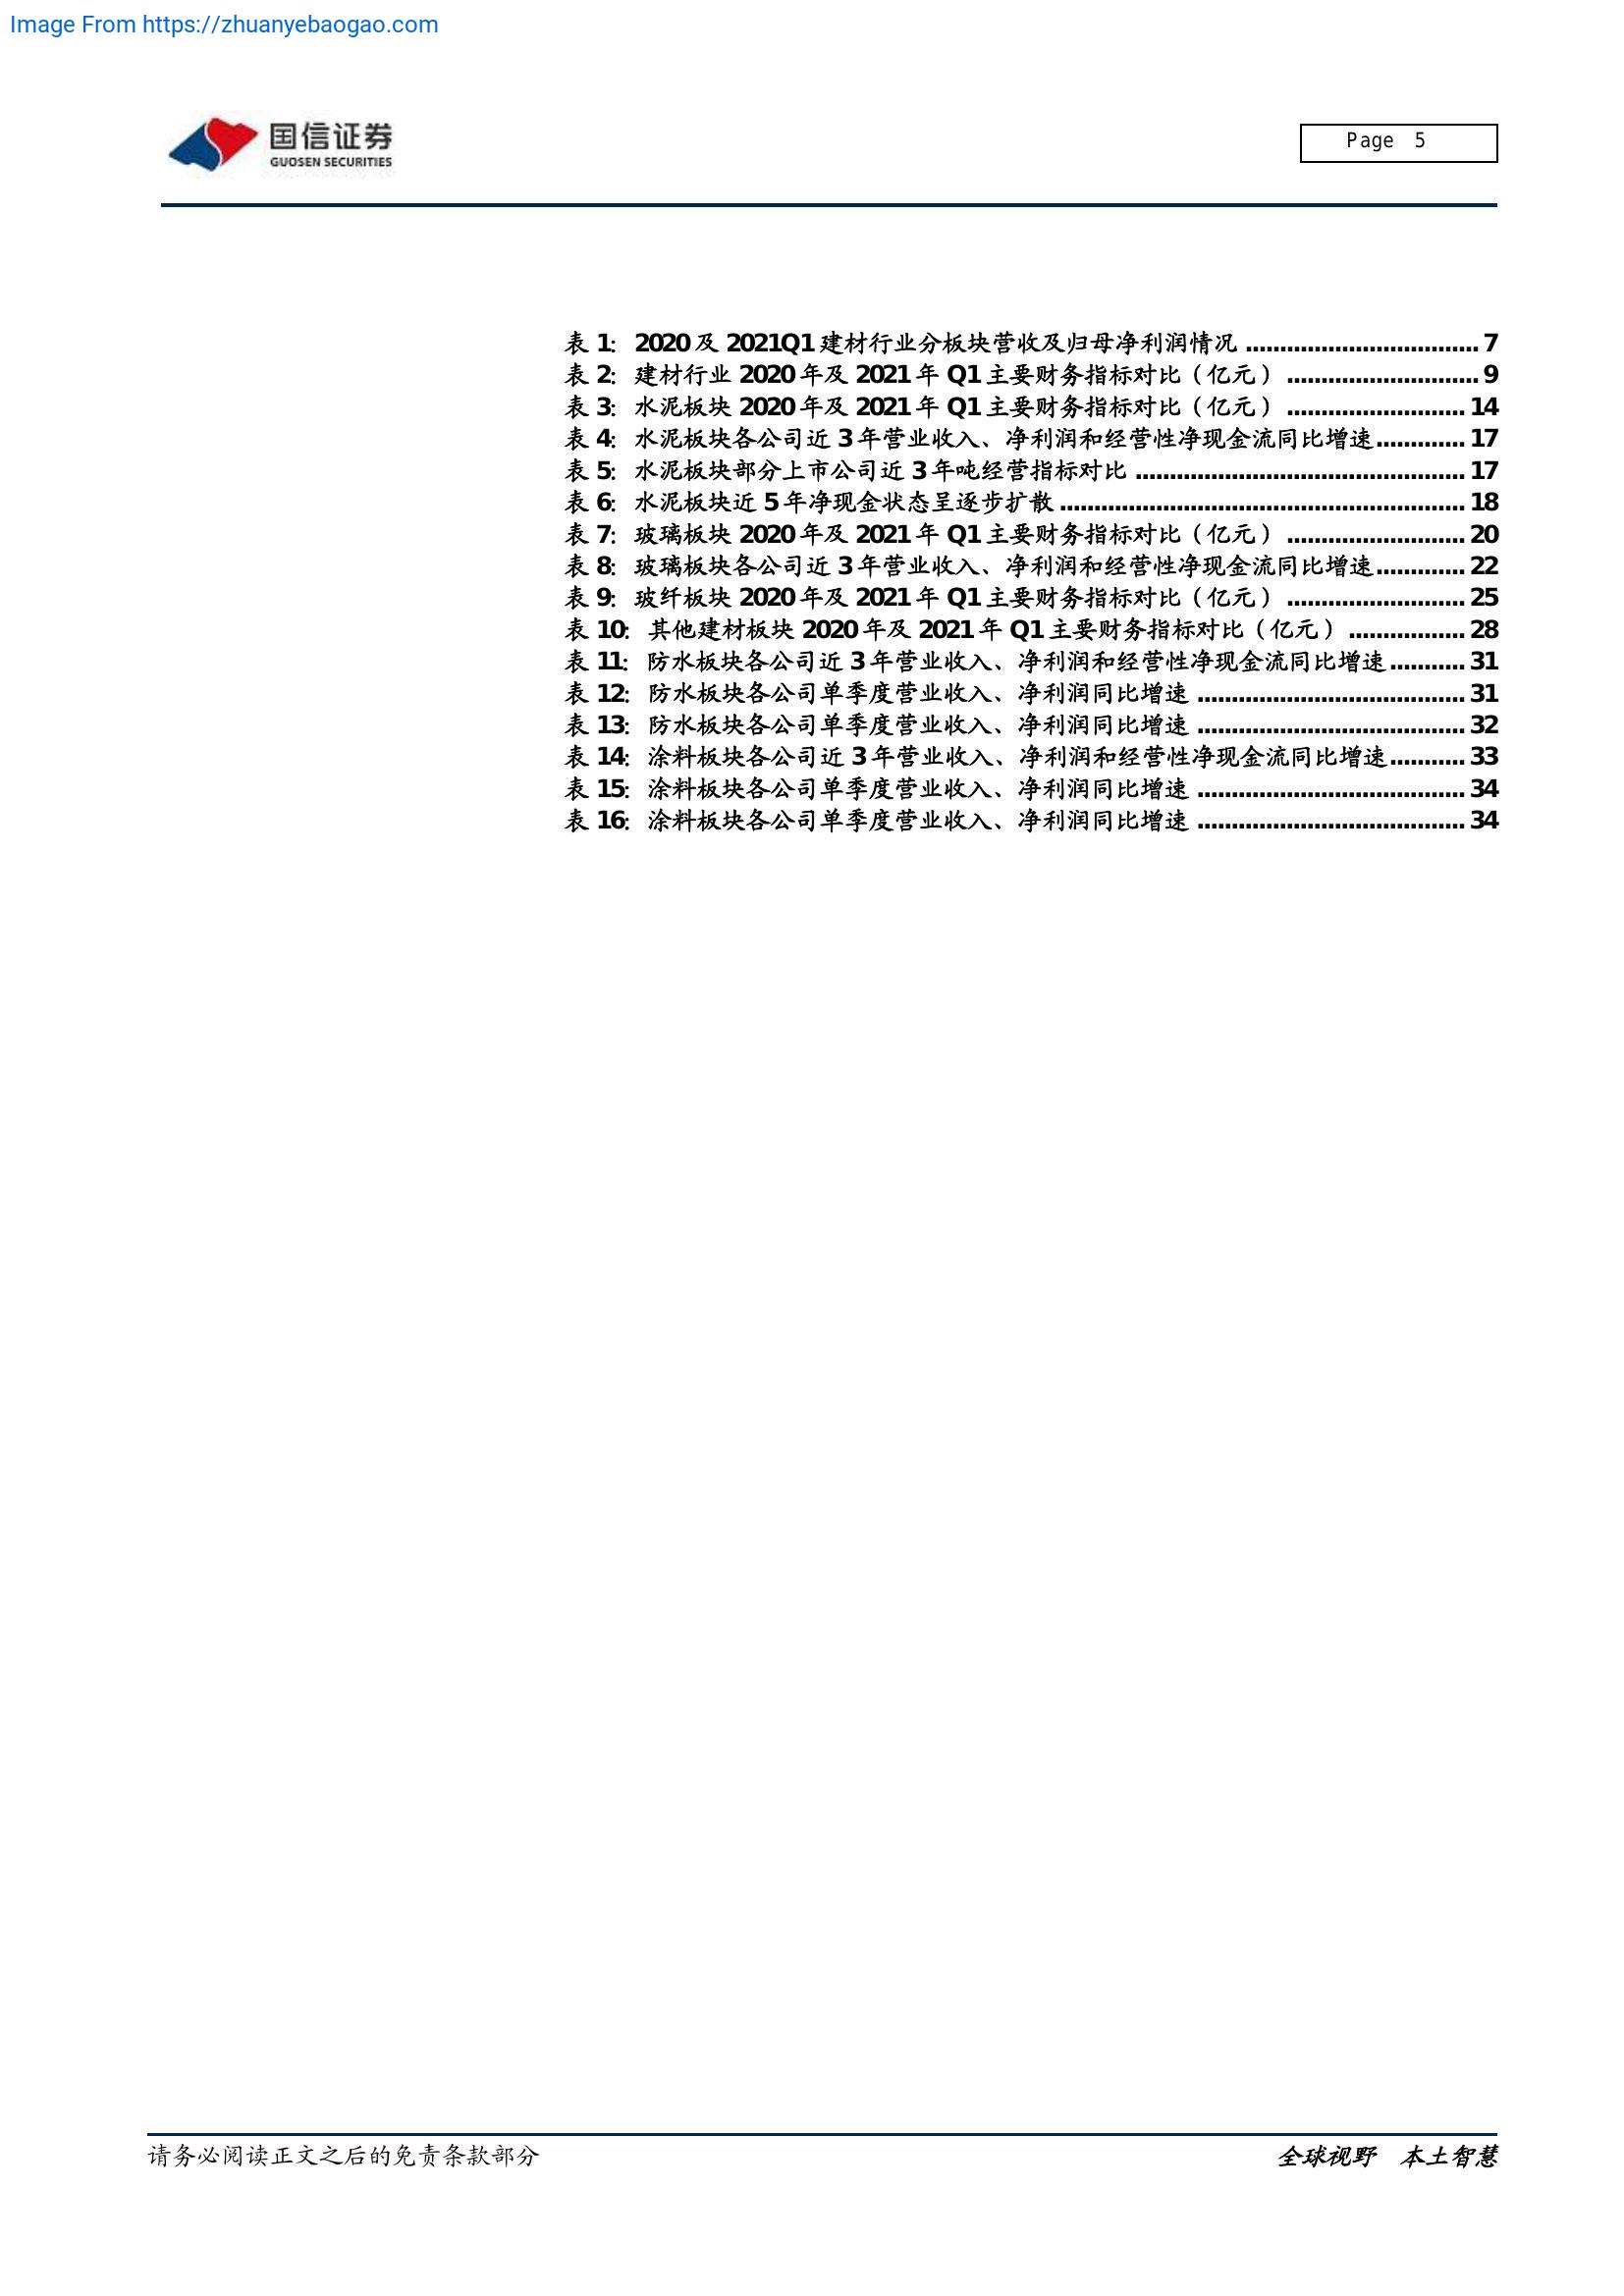 Image From https://zhuanyebaogao.com
国信证券
GUOSEN SECURITIES
Page 5
表 1: 2020 及 2021Q1 建材行业分板块营收及归母净利润情况 .................................. 7
表 2: 建材行业 2020 年及 2021 年 Q1 主要财务指标对比（亿元） ............................ 9
表 3: 水泥板块 2020 年及 2021 年 Q1 主要财务指标对比（亿元） .......................... 14
表 4: 水泥板块各公司近 3 年营业收入、净利润和经营性净现金流同比增速............. 17
表 5: 水泥板块部分上市公司近 3 年吨经营指标对比 ................................................ 17
表 6: 水泥板块近 5 年净现金状态呈逐步扩散 ........................................................... 18
表 7: 玻璃板块 2020 年及 2021 年 Q1 主要财务指标对比（亿元） .......................... 20
表 8: 玻璃板块各公司近 3 年营业收入、净利润和经营性净现金流同比增速............. 22
表 9: 玻纤板块 2020 年及 2021 年 Q1 主要财务指标对比（亿元） .......................... 25
表 10: 其他建材板块 2020 年及 2021 年 Q1 主要财务指标对比（亿元） ................. 28
表 11: 防水板块各公司近 3 年营业收入、净利润和经营性净现金流同比增速........... 31
表 12: 防水板块各公司单季度营业收入、净利润同比增速 ....................................... 31
表 13: 防水板块各公司单季度营业收入、净利润同比增速 ....................................... 32
表 14: 涂料板块各公司近 3 年营业收入、净利润和经营性净现金流同比增速........... 33
表 15: 涂料板块各公司单季度营业收入、净利润同比增速 ....................................... 34
表 16: 涂料板块各公司单季度营业收入、净利润同比增速 ....................................... 34
请务必阅读正文之后的免责条款部分
全球视野 本土智慧